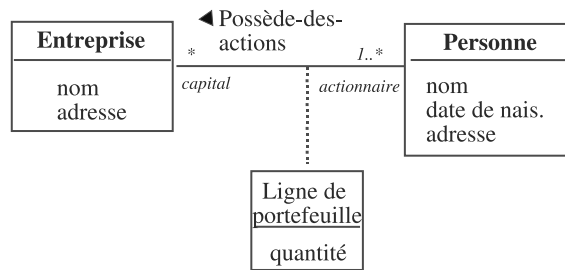 ◀ Possède-des-
actions
Entreprise
nom
adresse
*
capital
1..*
actionnaire
Personne
nom
date de nais.
adresse
Ligne de
portefeuille
quantité